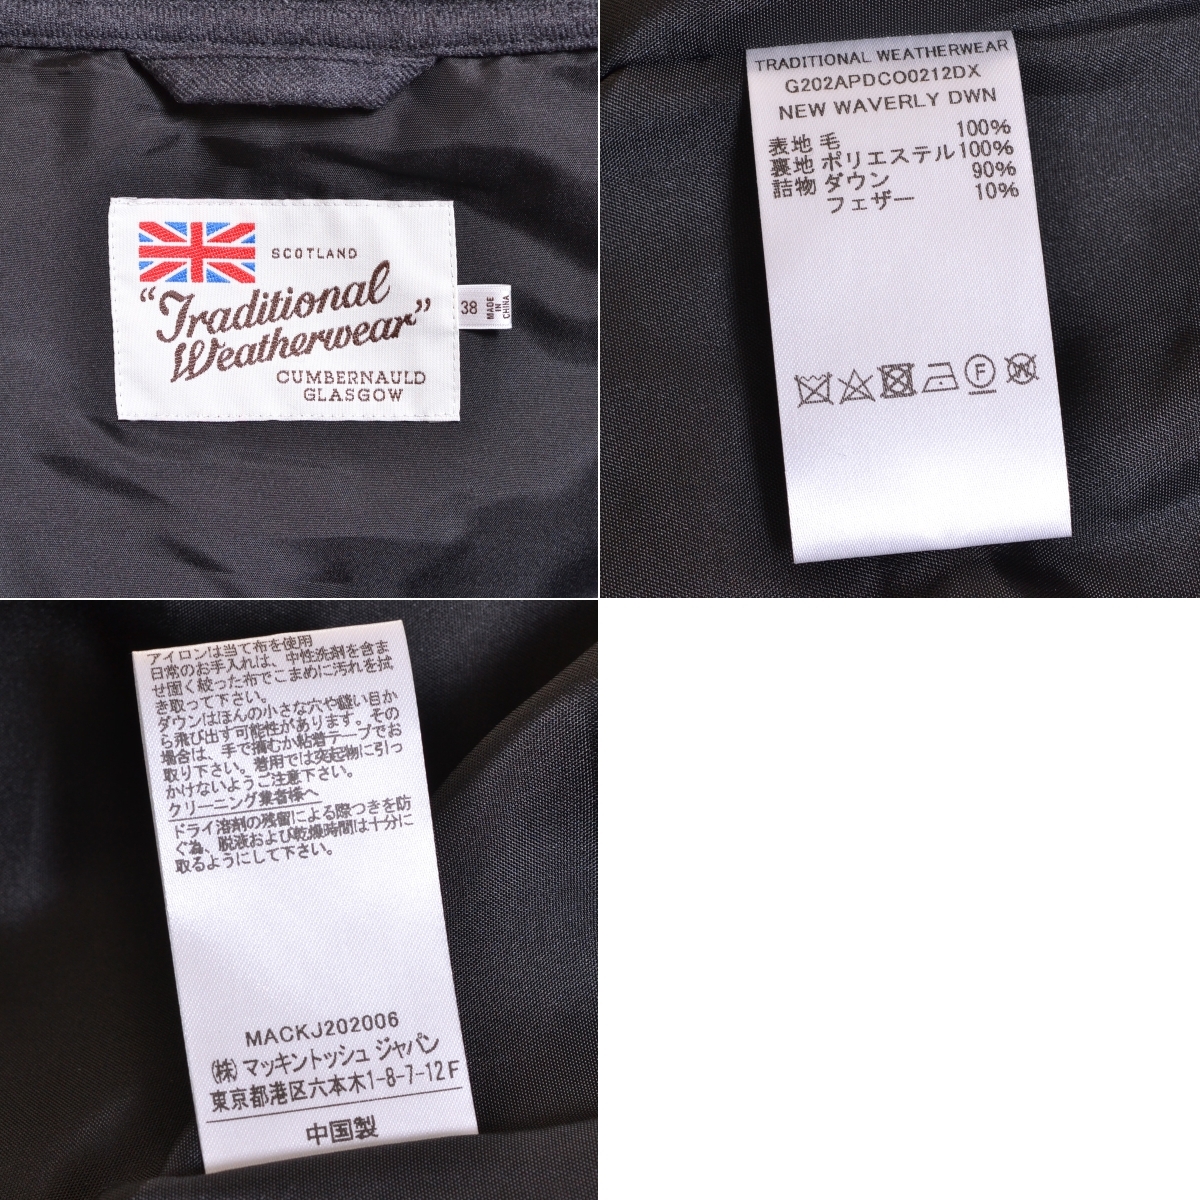 SCOTLAND
"Traditional
Weatherwear"
CUMBERNAULD
GLASGOW
38
MADE
IN
CHINA
TRADITIONAL WEATHERWEAR
G202APDCO0212DX
NEW WAVERLY DWN
表地 毛 100%
裏地 ポリエステル 100%
詰物 ダウン 90%
フェザー 10%
F
W
アイロンは当て布を使用
日常のお手入れは、中性洗剤を含ま
せ固く絞った布でこまめに汚れを拭
き取って下さい。
ダウンはほんの小さな穴や縫い目か
ら飛び出す可能性があります。その
場合は、手で摘むか粘着テープでお
取り下さい。着用では突起物に引っ
かけないようご注意下さい。
クリーニング業者様へ
ドライ溶剤の残留による際つきを防
ぐ為、脱液および乾燥時間は十分に
取るようにして下さい。
MACKJ202006
(株)マッキントッシュ ジャパン
東京都港区六本木1-8-7-12F
中国製